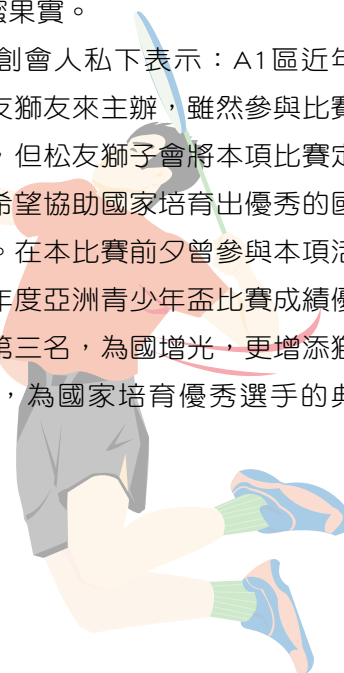 蜜果實。
創會人私下表示：A1區近年
友獅友來主辦，雖然參與比賽
，但松友獅子會將本項比賽定
希望協助國家培育出優秀的國
。在本比賽前夕曾參與本項活
年度亞洲青少年盃比賽成績優
第三名，為國增光，更增添獅
，為國家培育優秀選手的典